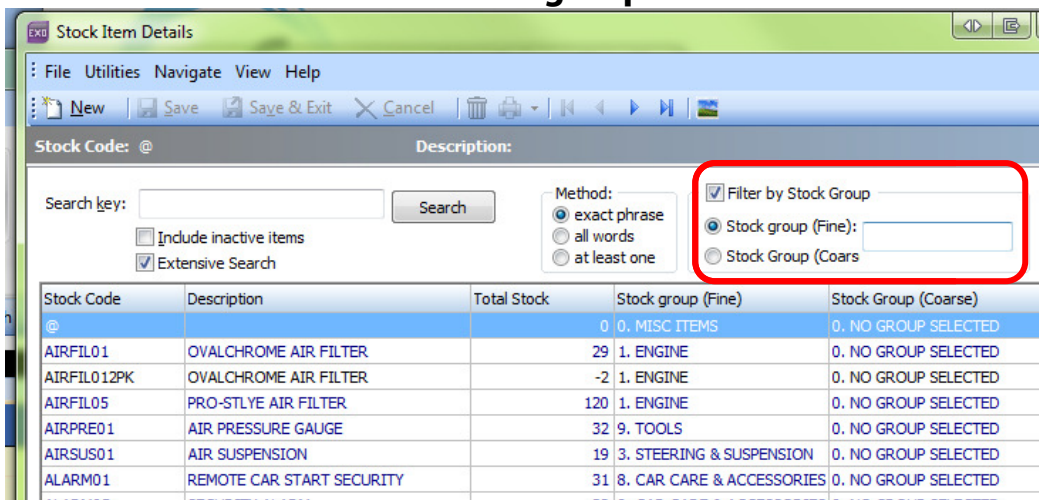 EXO Stock Item Details
File Utilities Navigate View Help
New Save Save & Exit Cancel
Stock Code: @ Description:
Search key: Search
Include inactive items
Extensive Search
Method:
exact phrase
all words
at least one
Filter by Stock Group
Stock group (Fine):
Stock Group (Coars
Stock Code Description Total Stock Stock group (Fine) Stock Group (Coarse)
@ 0 0. MISC ITEMS 0. NO GROUP SELECTED
AIRFIL01 OVALCHROME AIR FILTER 29 1. ENGINE 0. NO GROUP SELECTED
AIRFIL012PK OVALCHROME AIR FILTER -2 1. ENGINE 0. NO GROUP SELECTED
AIRFIL05 PRO-STLYE AIR FILTER 120 1. ENGINE 0. NO GROUP SELECTED
AIRPRE01 AIR PRESSURE GAUGE 32 9. TOOLS 0. NO GROUP SELECTED
AIRSUS01 AIR SUSPENSION 19 3. STEERING & SUSPENSION 0. NO GROUP SELECTED
ALARM01 REMOTE CAR START SECURITY 31 8. CAR CARE & ACCESSORIES 0. NO GROUP SELECTED